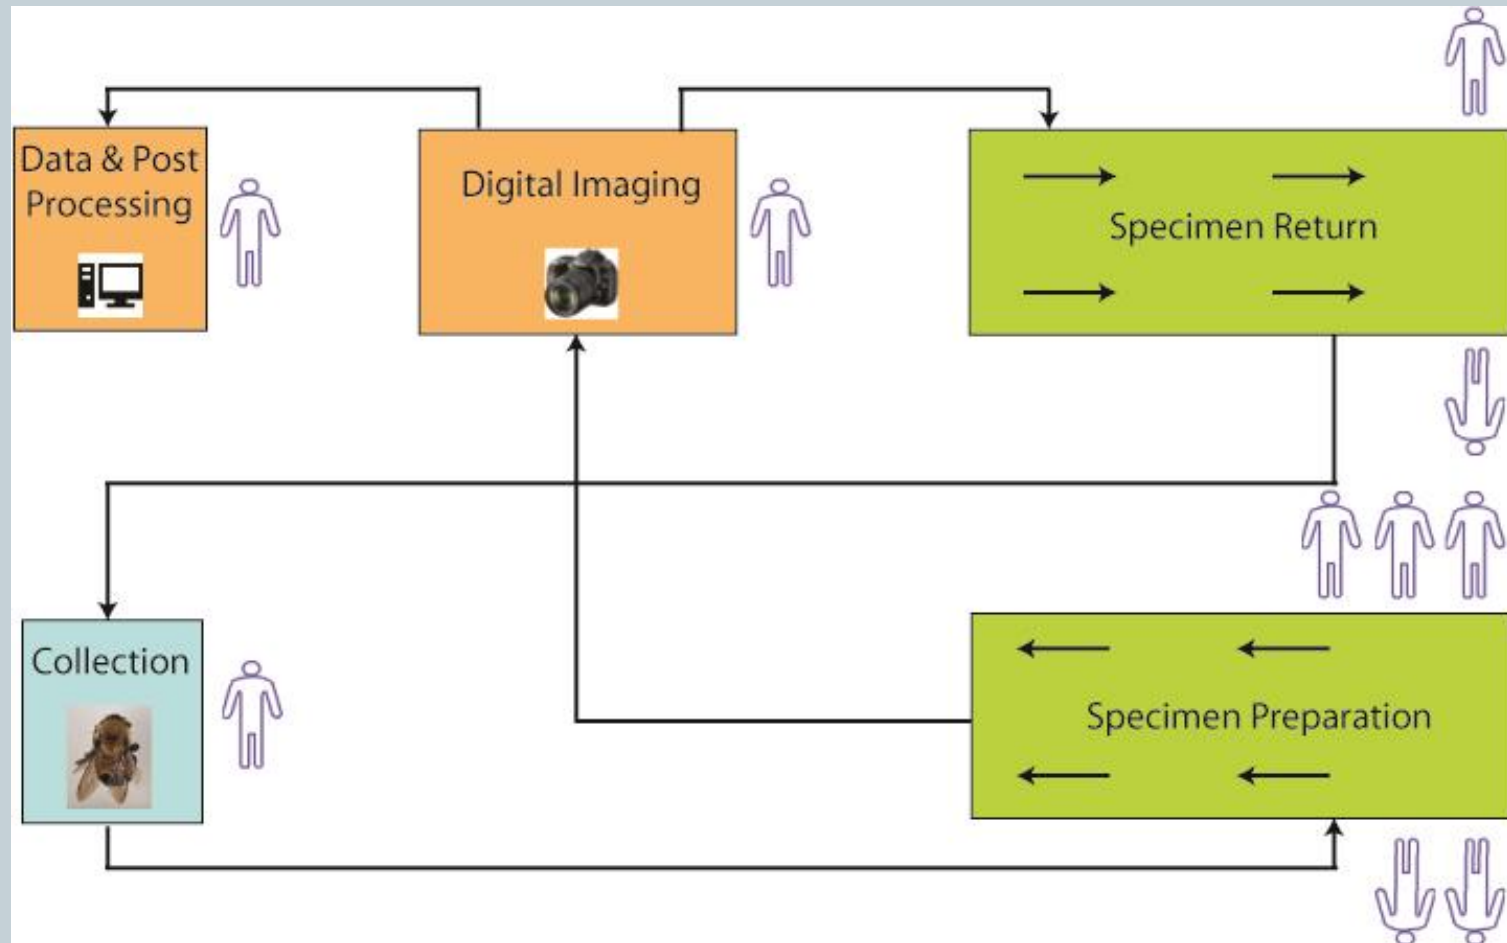 Data & Post
Processing
Digital Imaging
Specimen Return
Collection
Specimen Preparation